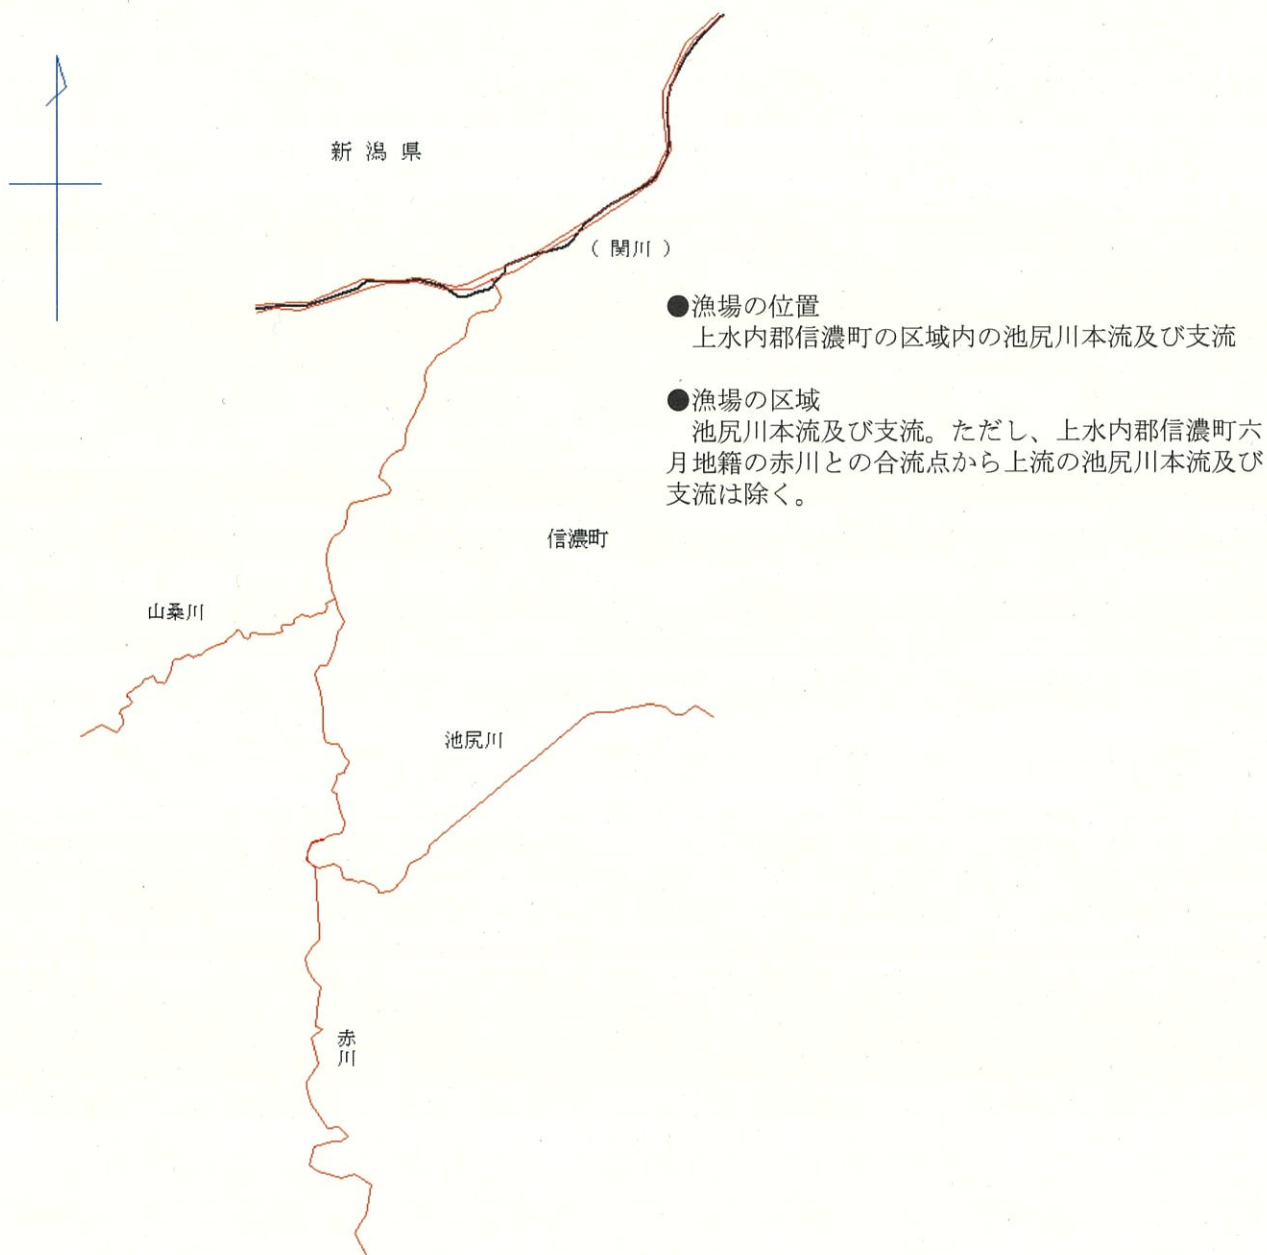 新潟県
（関川）
●漁場の位置
上水内郡信濃町の区域内の池尻川本流及び支流
●漁場の区域
池尻川本流及び支流。ただし、上水内郡信濃町六
月地籍の赤川との合流点から上流の池尻川本流及び
支流は除く。
信濃町
山桑川
池尻川
赤川